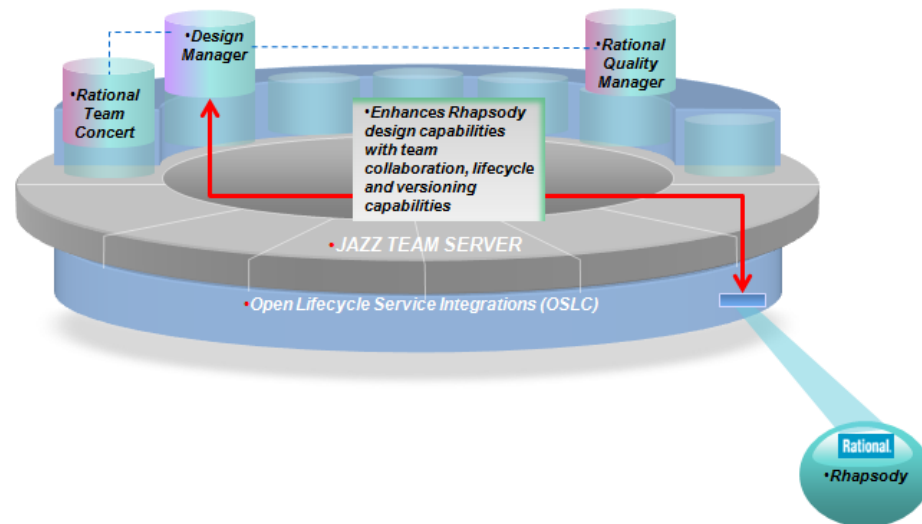 •Design
Manager
•Rational
Quality
Manager
•Rational
Team
Concert
•Enhances Rhapsody
design capabilities
with team
collaboration, lifecycle
and versioning
capabilities
•JAZZ TEAM SERVER
•Open Lifecycle Service Integrations (OSLC)
Rational.
•Rhapsody